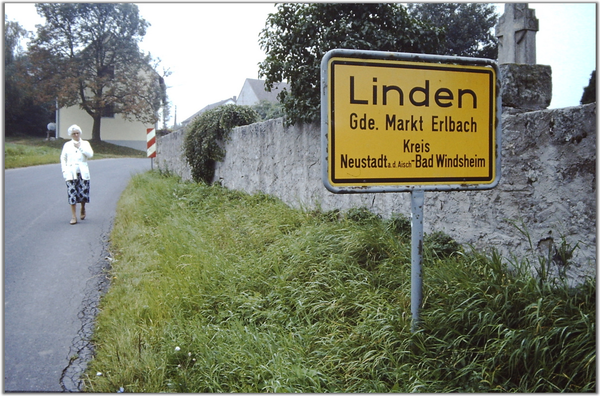 Linden
Gde. Markt Erlbach
Kreis
Neustadt a.d. Aisch-Bad Windsheim